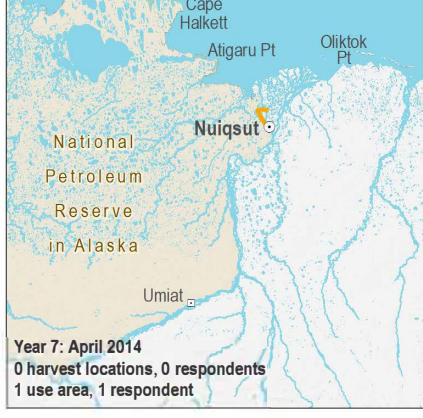 Cape
Halkett
Atigaru Pt
Oliktok
Pt
Nuiqsut
National
Petroleum
Reserve
in Alaska
Umiat
Year 7: April 2014
0 harvest locations, 0 respondents
1 use area, 1 respondent